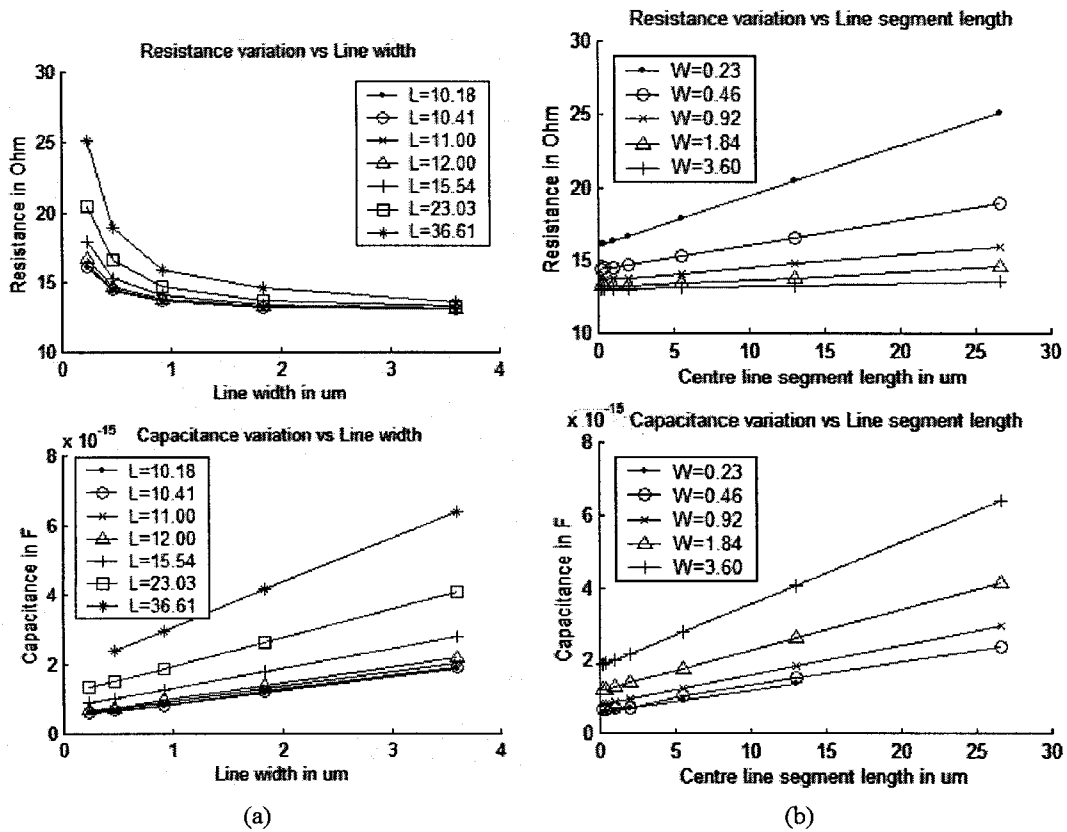 Resistance variation vs Line width
30
25
20
15
10
Resistance in Ohm
L=10.18
L=10.41
L=11.00
L=12.00
L=15.54
L=23.03
L=36.61
0 1 2 3 4
Line width in um
Resistance variation vs Line segment length
30
25
20
15
10
Resistance in Ohm
W=0.23
W=0.46
W=0.92
W=1.84
W=3.60
0 5 10 15 20 25 30
Centre line segment length in um
x 10^-15
Capacitance variation vs Line width
8
6
4
2
0
Capacitance in F
L=10.18
L=10.41
L=11.00
L=12.00
L=15.54
L=23.03
L=36.61
0 1 2 3 4
Line width in um
(a)
x 10^-15
Capacitance variation vs Line segment length
8
6
4
2
0
Capacitance in F
W=0.23
W=0.46
W=0.92
W=1.84
W=3.60
0 5 10 15 20 25 30
Centre line segment length in um
(b)